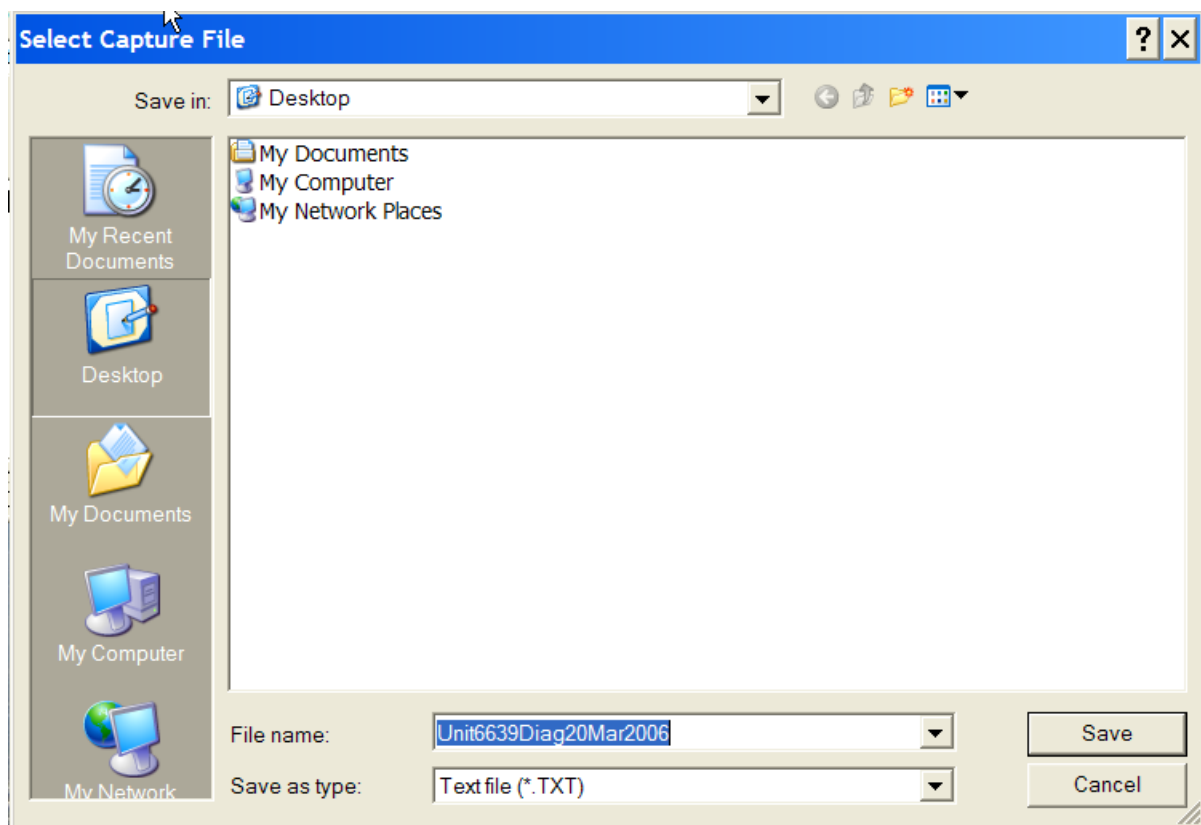 Select Capture File
Save in:
Desktop
My Recent
Documents
Desktop
My Documents
My Computer
My Network
My Documents
My Computer
My Network Places
File name:
Unit6639Diag20Mar2006
Save
Save as type:
Text file (*.TXT)
Cancel